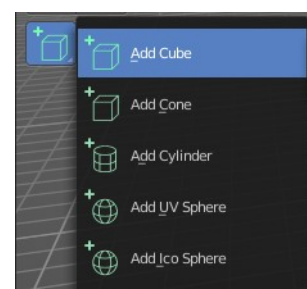 Add Cube
Add Cone
Add Cylinder
Add UV Sphere
Add Ico Sphere